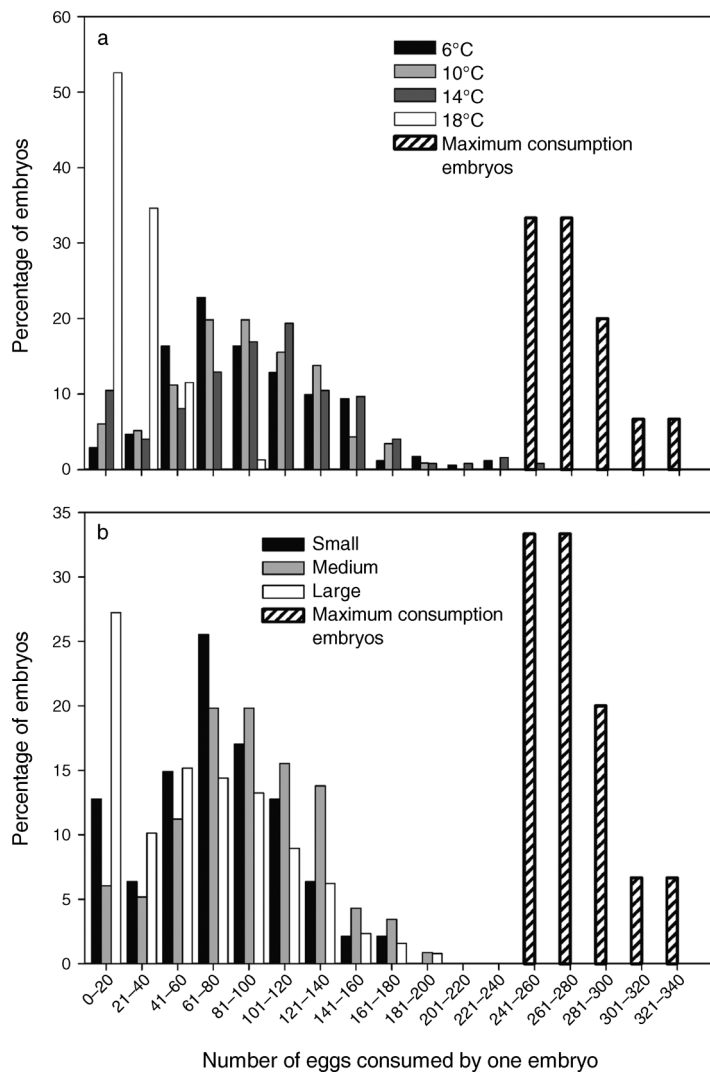 60
a
50
40
30
20
10
0
Percentage of embryos
6°C
10°C
14°C
18°C
Maximum consumption
embryos
35
b
30
25
20
15
10
5
0
Percentage of embryos
Small
Medium
Large
Maximum consumption
embryos
0–20
21–40
41–60
61–80
81–100
101–120
121–140
141–160
161–180
181–200
201–220
221–240
241–260
261–280
281–300
301–320
321–340
Number of eggs consumed by one embryo